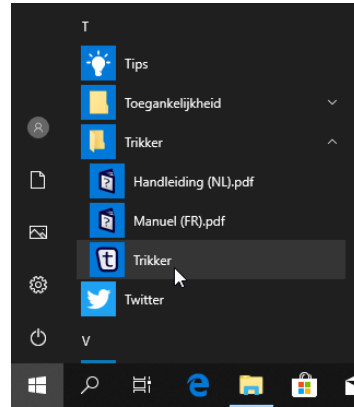 T
Tips
Toegankelijkheid
Trikker
Handleiding (NL).pdf
Manuel (FR).pdf
Trikker
Twitter
V